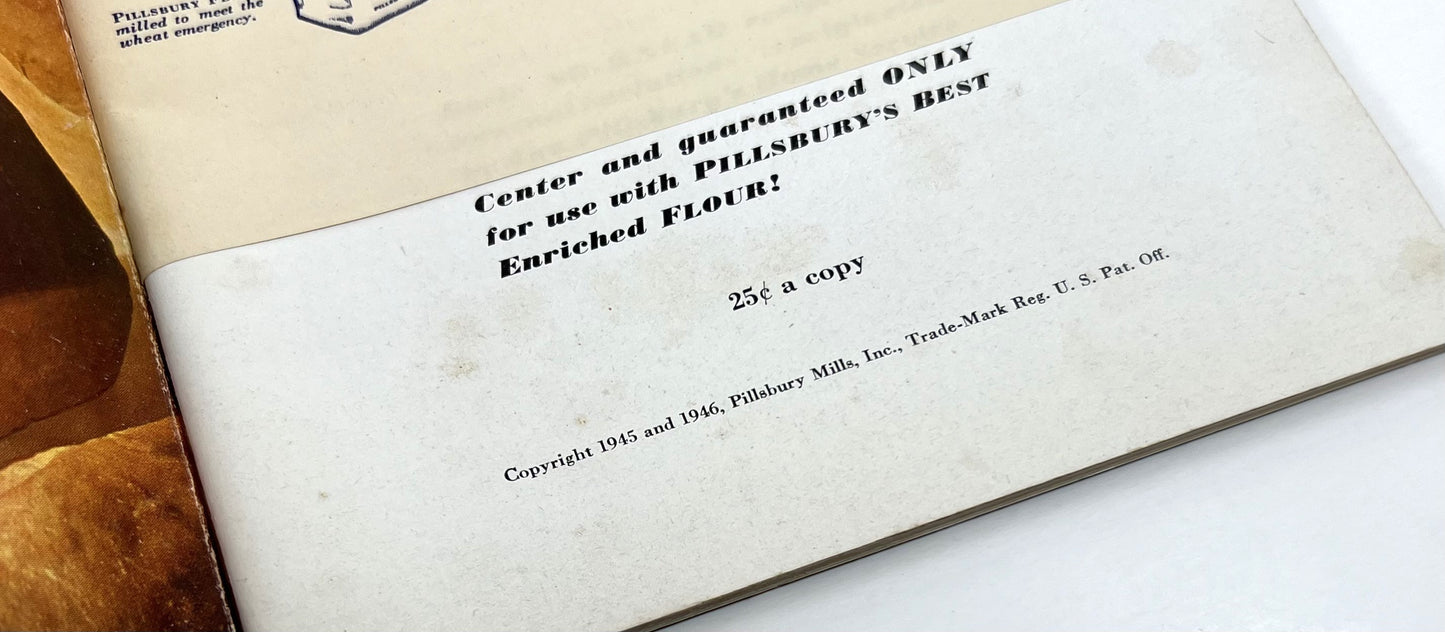 PILLSBURY
milled to meet the
wheat emergency.
Center and guaranteed ONLY
for use with PILLSBURY'S BEST
Enriched FLOUR!
25¢ a copy
Copyright 1945 and 1946, Pillsbury Mills, Inc., Trade-Mark Reg. U. S. Pat. Off.